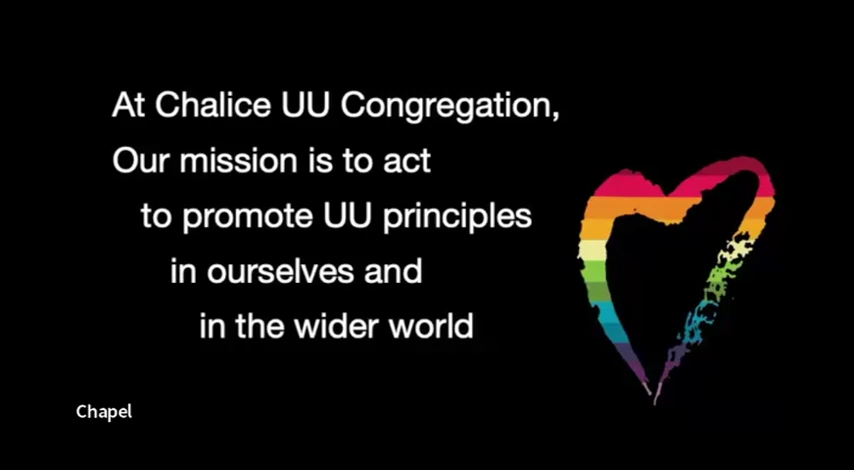 At Chalice UU Congregation,
Our mission is to act
to promote UU principles
in ourselves and
in the wider world
Chapel